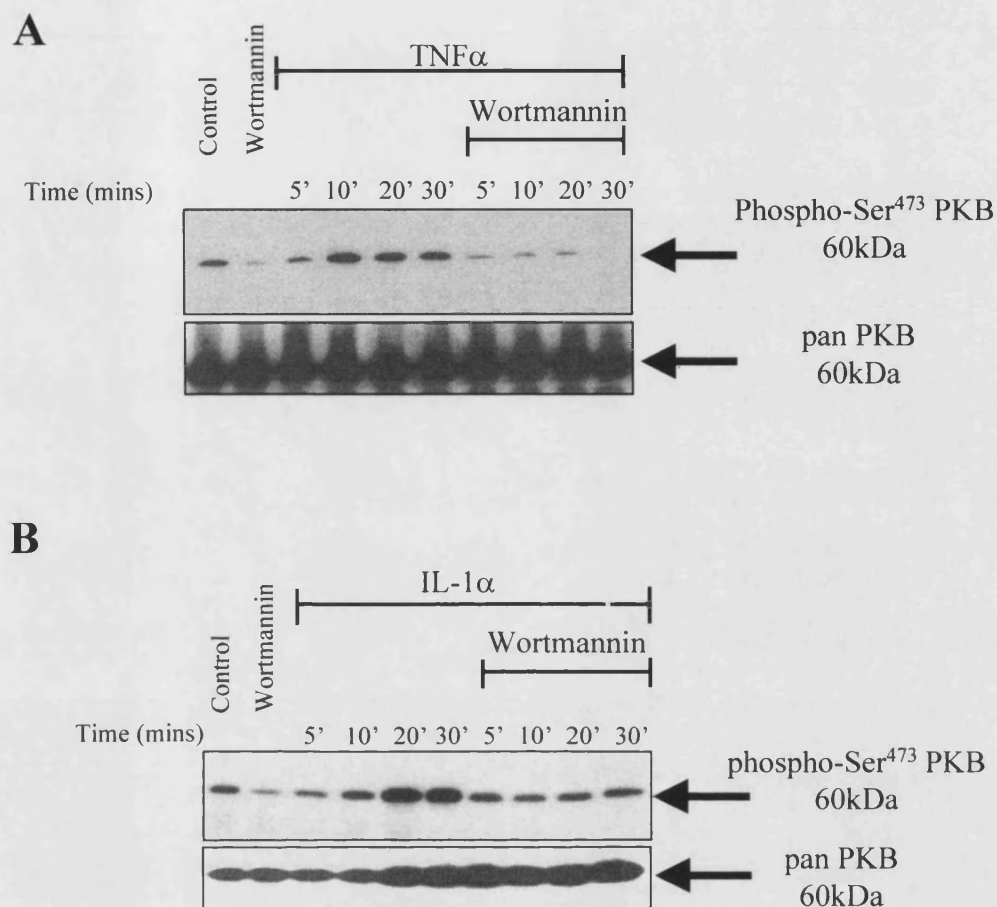 A
Control
Wortmannin
TNFα
Wortmannin
Time (mins) 5’ 10’ 20’ 30’ 5’ 10’ 20’ 30’
Phospho-Ser⁴⁷³ PKB
60kDa
pan PKB
60kDa
B
Control
Wortmannin
IL-1α
Wortmannin
Time (mins) 5’ 10’ 20’ 30’ 5’ 10’ 20’ 30’
phospho-Ser⁴⁷³ PKB
60kDa
pan PKB
60kDa